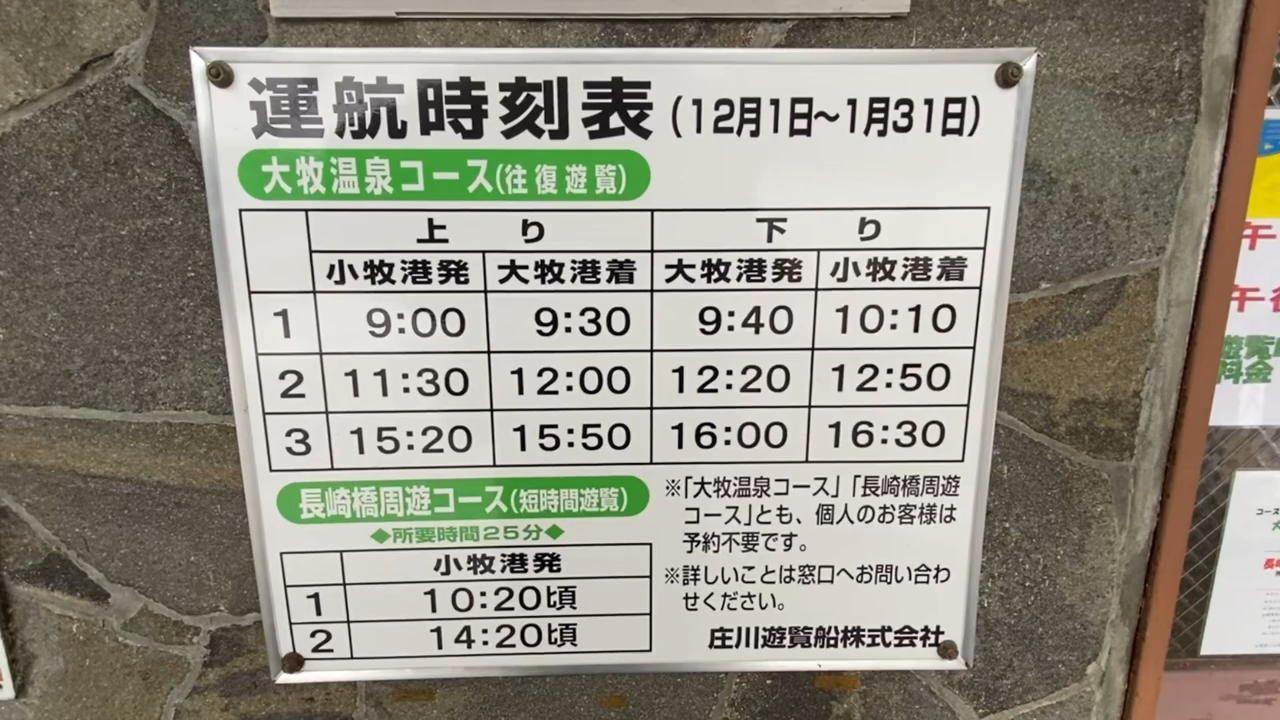 運航時刻表（12月1日～1月31日）
大牧温泉コース(往復遊覧)
上り 下り
小牧港発 大牧港着 大牧港発 小牧港着
1 9:00 9:30 9:40 10:10
2 11:30 12:00 12:20 12:50
3 15:20 15:50 16:00 16:30
長崎橋周遊コース(短時間遊覧)
◆所要時間25分◆
小牧港発
1 10:20頃
2 14:20頃
※「大牧温泉コース」「長崎橋周遊
コース」とも、個人のお客様は
予約不要です。
※詳しいことは窓口へお問い合わ
せください。
庄川遊覧船株式会社
午
午
遊覧
料金